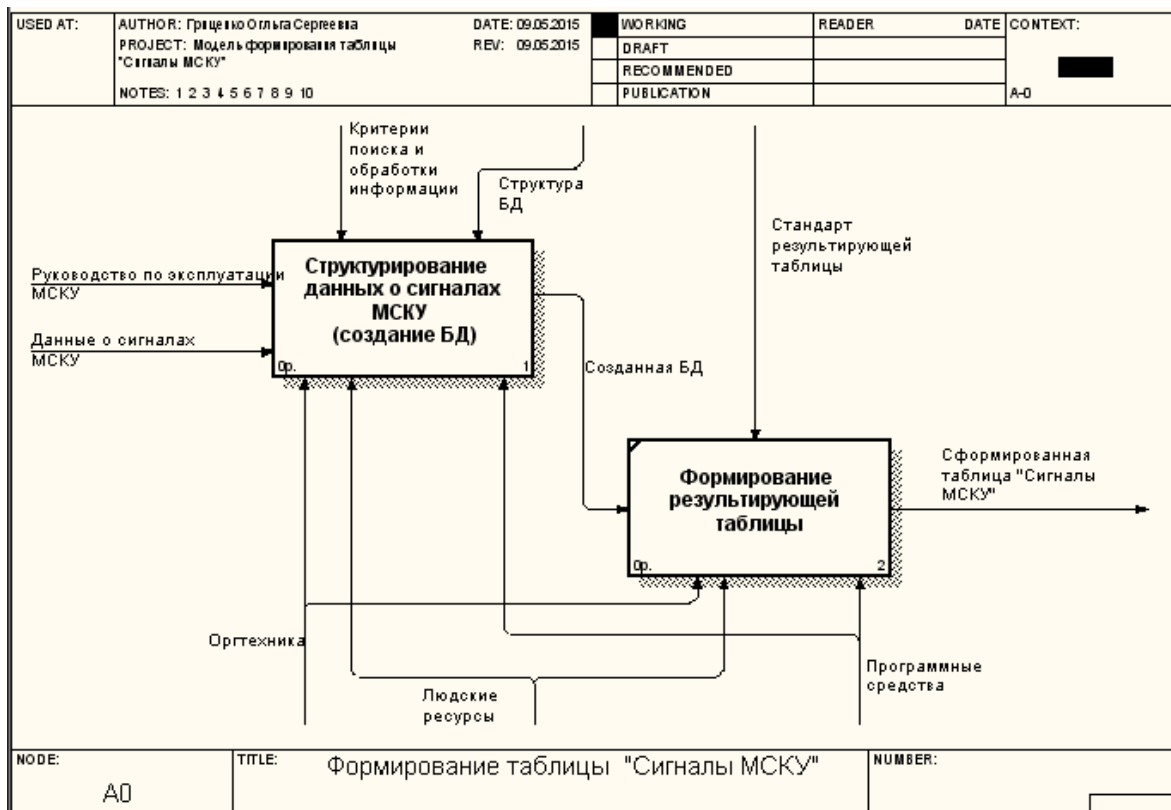 USED AT:
AUTHOR: Гриценко Ольга Сергеевна
DATE: 09.05.2015
PROJECT: Модель формирования таблицы
"Сигналы МСКУ"
REV: 09.05.2015
NOTES: 1 2 3 4 5 6 7 8 9 10
WORKING
DRAFT
RECOMMENDED
PUBLICATION
READER
DATE
CONTEXT:
A-0
Критерии
поиска и
обработки
информации
Структура
БД
Стандарт
результирующей
таблицы
Руководство по эксплуатации
МСКУ
Данные о сигналах
МСКУ
Структурирование
данных о сигналах
МСКУ
(создание БД)
0р.
1
Созданная БД
Формирование
результирующей
таблицы
0р.
2
Сформированная
таблица "Сигналы
МСКУ"
Оргтехника
Людские
ресурсы
Программные
средства
NODE:
A0
TITLE:
Формирование таблицы "Сигналы МСКУ"
NUMBER: